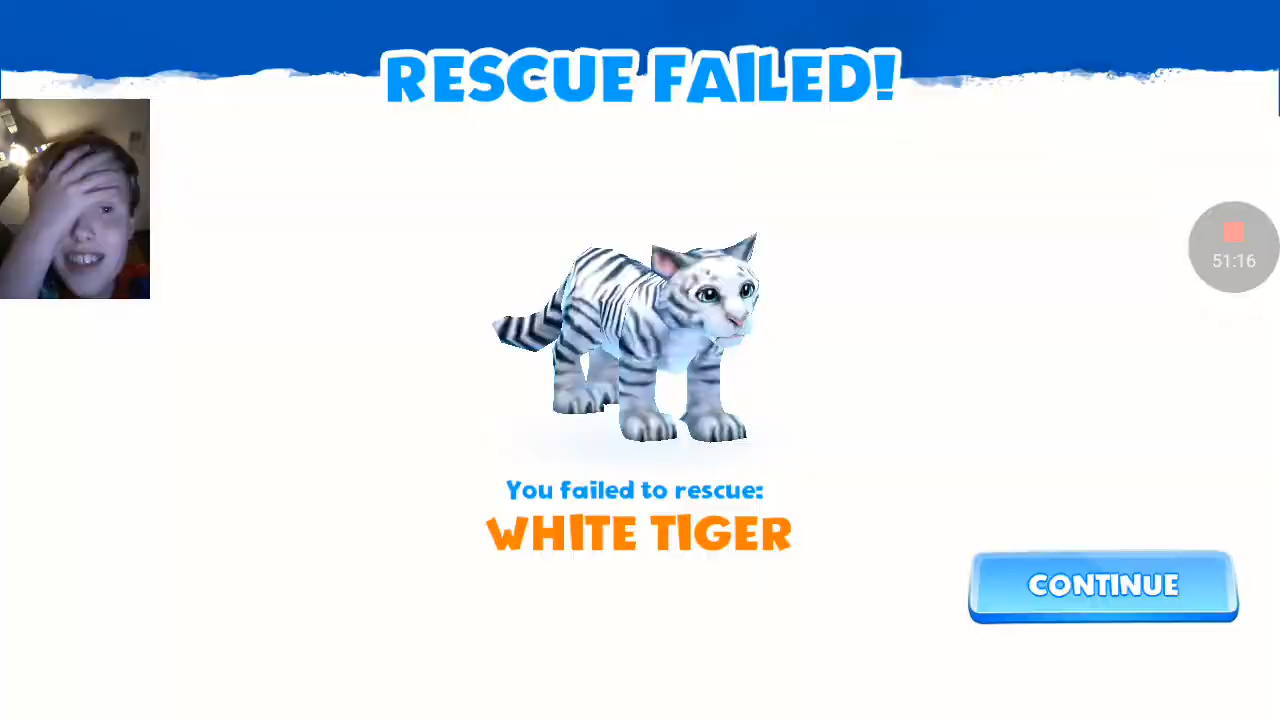 RESCUE FAILED!
51:16
You failed to rescue:
WHITE TIGER
CONTINUE